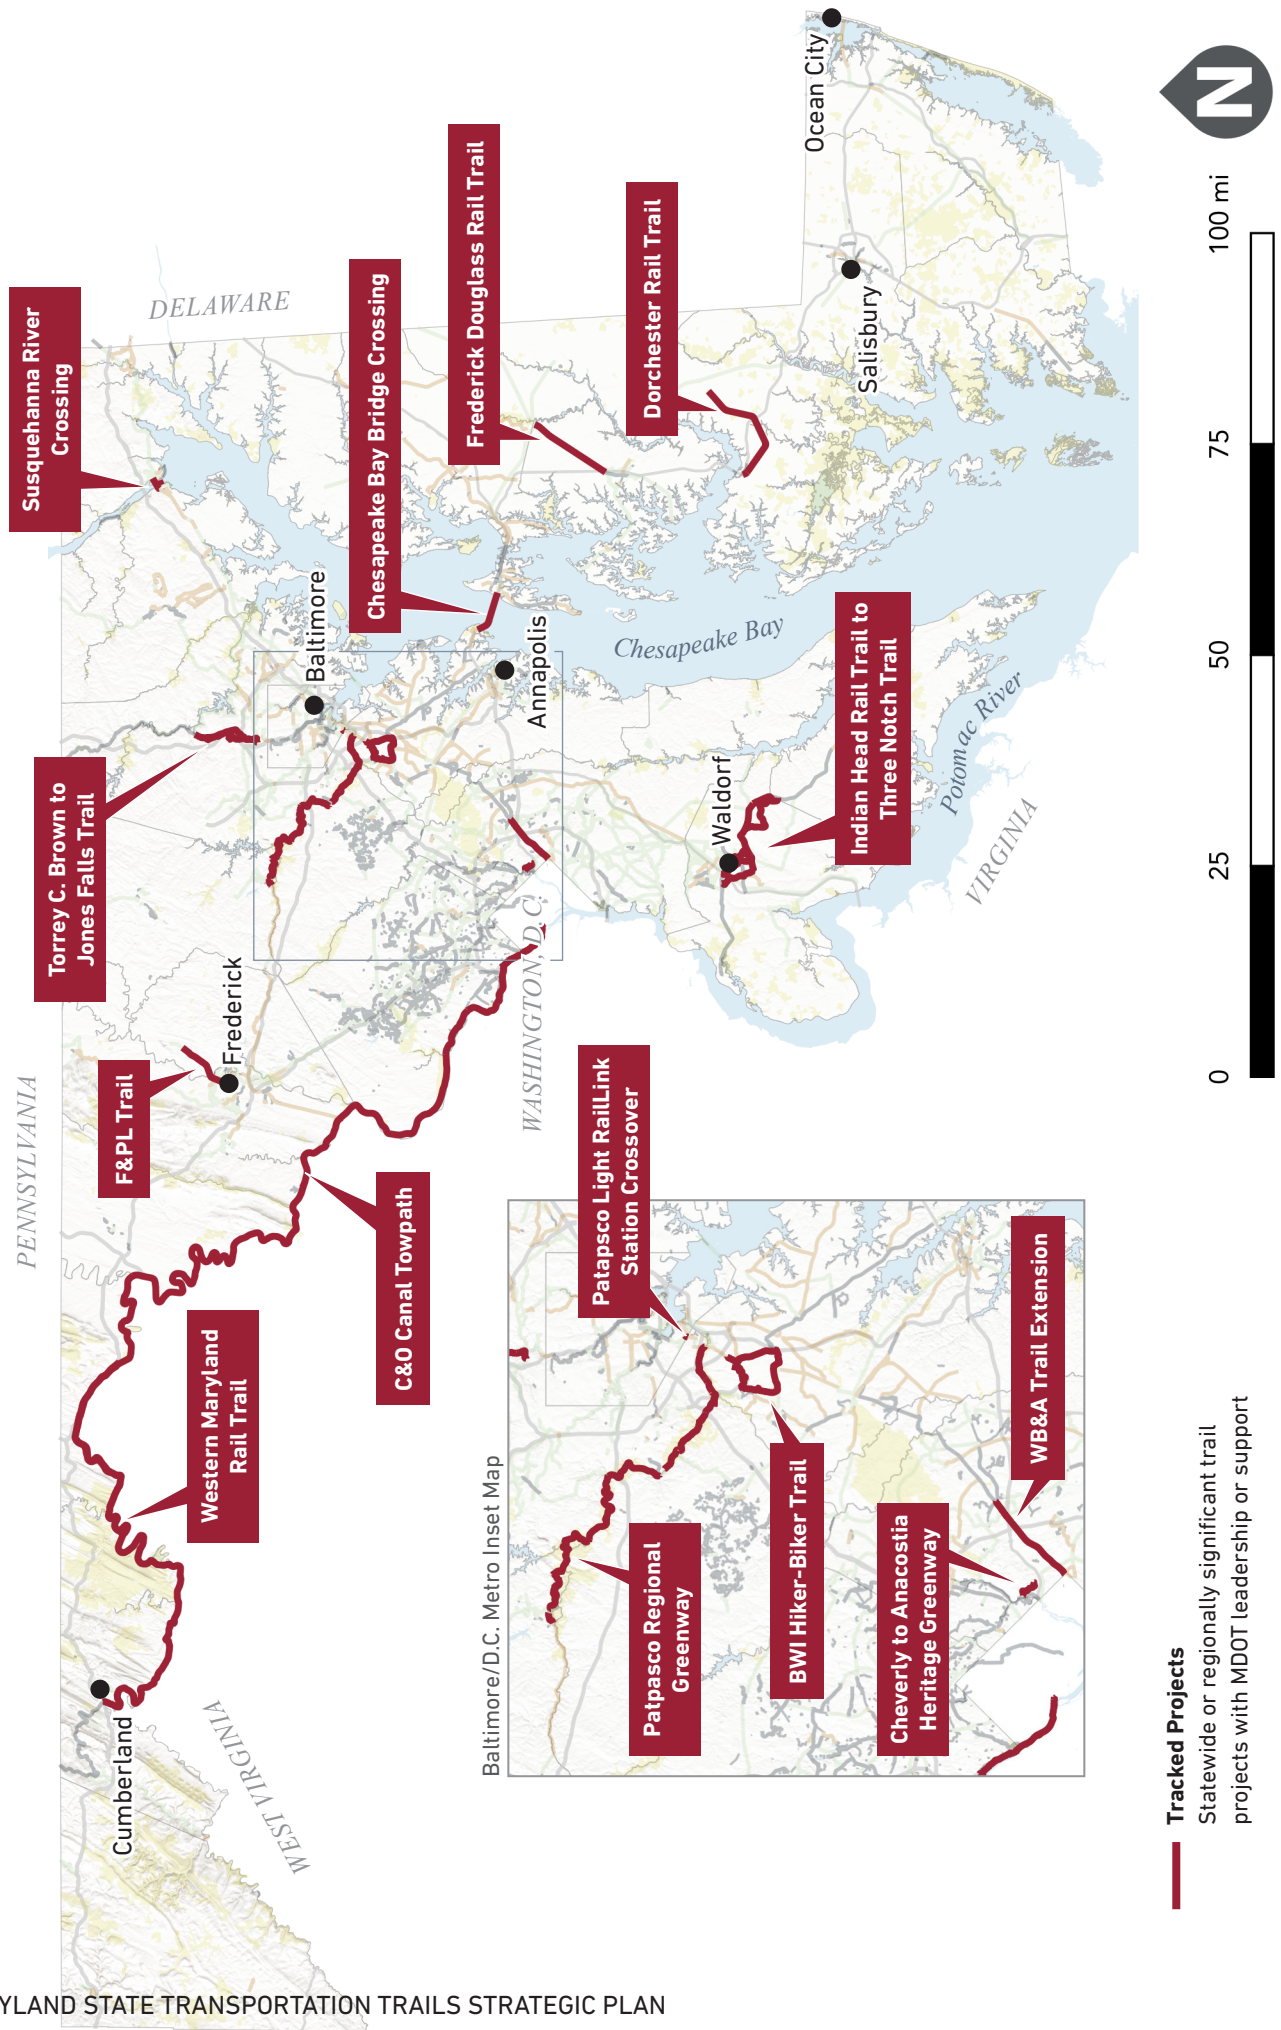 PENNSYLVANIA
DELAWARE
Susquehanna River
Crossing
Torrey C. Brown to
Jones Falls Trail
F&PL Trail
Western Maryland
Rail Trail
Cumberland
WEST VIRGINIA
Frederick
Baltimore
C&O Canal Towpath
Chesapeake Bay Bridge Crossing
Frederick Douglass Rail Trail
Annapolis
WASHINGTON, D.C.
Dorchester Rail Trail
Chesapeake Bay
Waldorf
Indian Head Rail Trail to
Three Notch Trail
Potomac River
VIRGINIA
Salisbury
Ocean City
Baltimore/D.C. Metro Inset Map
Patapsco Light RailLink
Station Crossover
Patpasco Regional
Greenway
BWI Hiker-Biker Trail
Cheverly to Anacostia
Heritage Greenway
WB&A Trail Extension
Tracked Projects
Statewide or regionally significant trail
projects with MDOT leadership or support
0 25 50 75 100 mi
N
YLAND STATE TRANSPORTATION TRAILS STRATEGIC PLAN